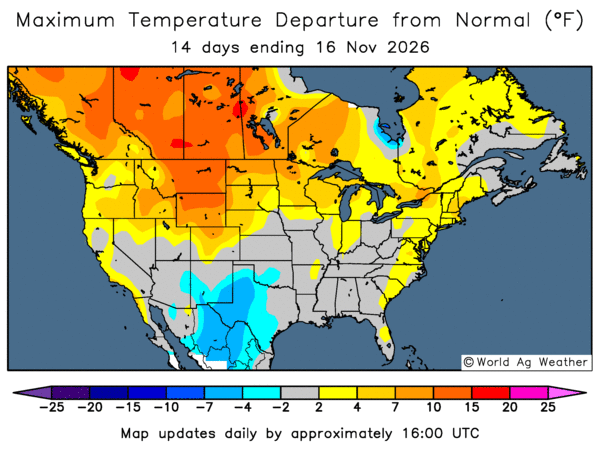 Maximum Temperature Departure from Normal (°F)
14 days ending 16 Nov 2026
© World Ag Weather
−25 −20 −15 −10 −7 −4 −2 2 4 7 10 15 20 25
Map updates daily by approximately 16:00 UTC